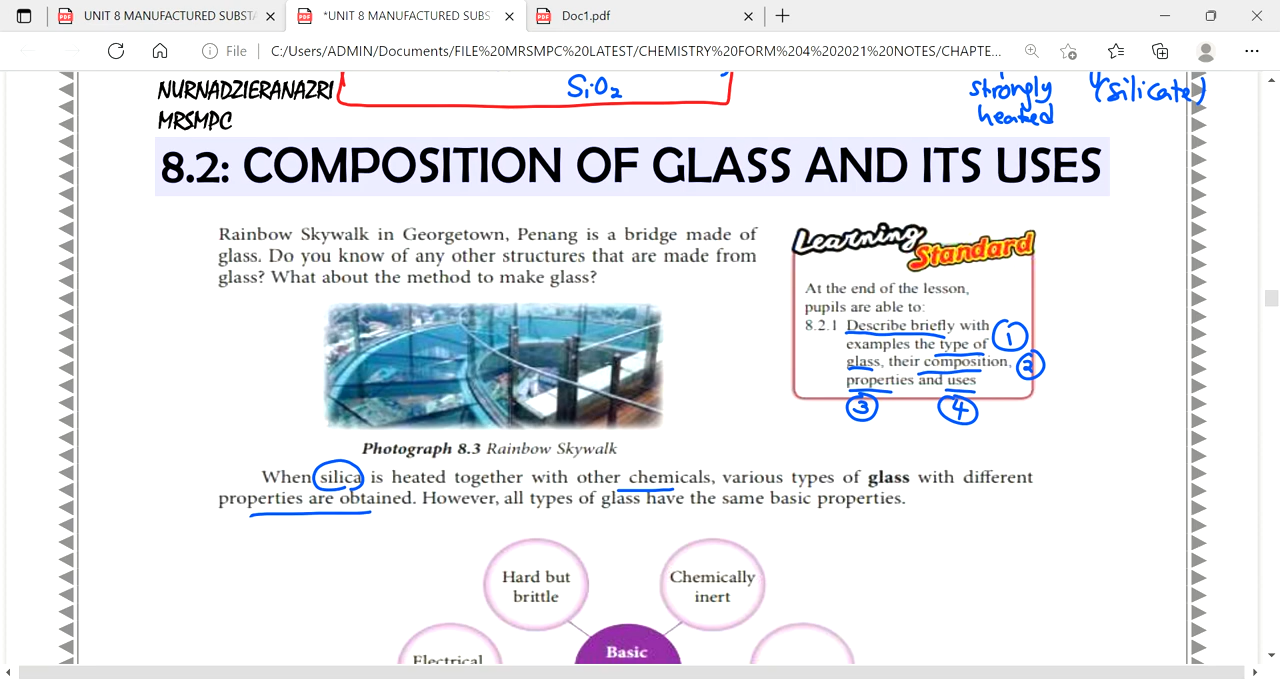 UNIT 8 MANUFACTURED SUBSTA
*UNIT 8 MANUFACTURED SUBS
Doc1.pdf
File
C:/Users/ADMIN/Documents/FILE%20MRSMPC%20LATEST/CHEMISTRY%20FORM%204%202021%20NOTES/CHAPTE...
NURNADZIERANAZRI
MRSMPC
SiO2
strongly
heated
(silicate)
8.2: COMPOSITION OF GLASS AND ITS USES
Rainbow Skywalk in Georgetown, Penang is a bridge made of
glass. Do you know of any other structures that are made from
glass? What about the method to make glass?
Photograph 8.3 Rainbow Skywalk
Learning
Standard
At the end of the lesson,
pupils are able to:
8.2.1 Describe briefly with
examples the type of
glass, their composition,
properties and uses
1
2
3
4
When silica is heated together with other chemicals, various types of glass with different
properties are obtained. However, all types of glass have the same basic properties.
Hard but
brittle
Chemically
inert
Electrical
Basic